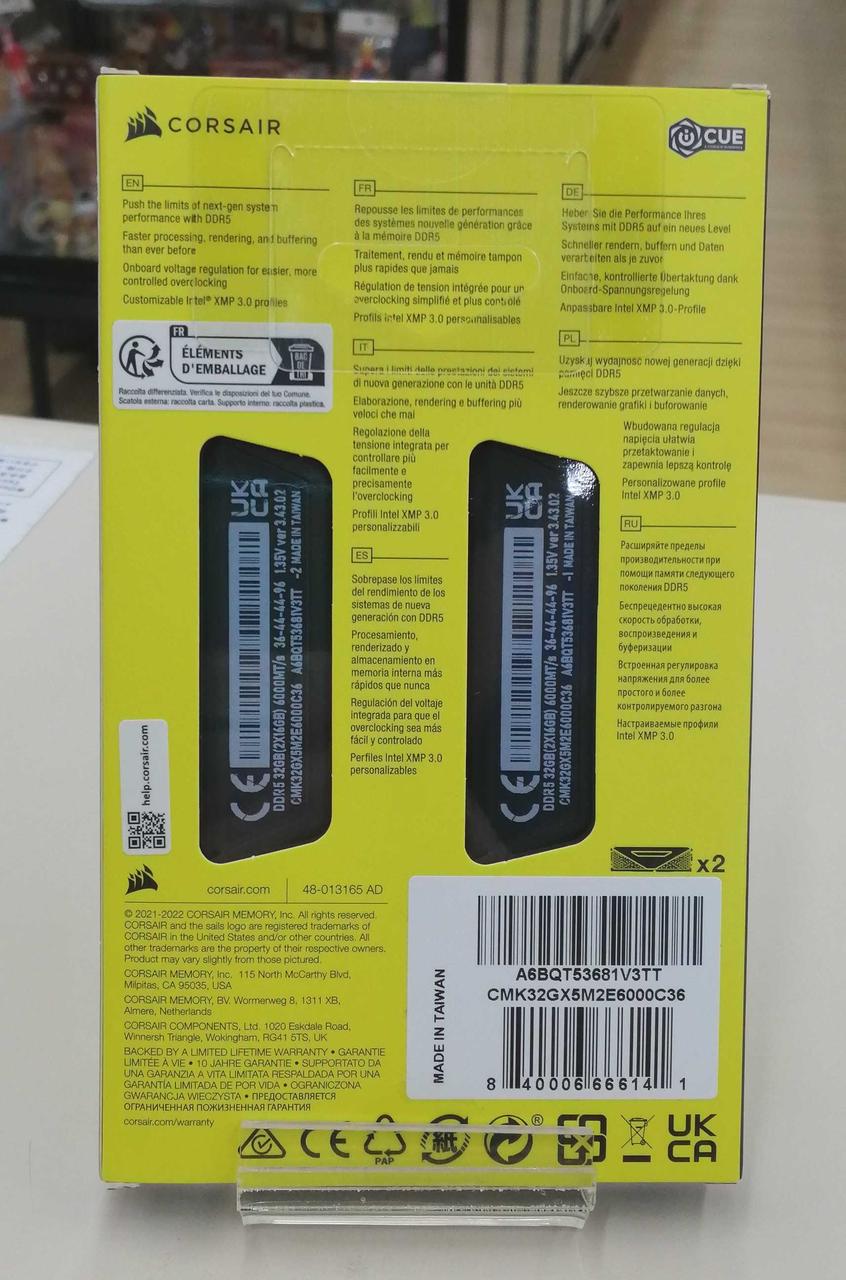 CORSAIR
CUE
EN
Push the limits of next-gen system
performance with DDR5
Faster processing, rendering, and buffering
than ever before
Onboard voltage regulation for easier, more
controlled overclocking
Customizable Intel® XMP 3.0 profiles
FR
Repousse les limites de performances
des systèmes nouvelle génération grâce
à la mémoire DDR5
Traitement, rendu et mémoire tampon
plus rapides que jamais
Régulation de tension intégrée pour un
overclocking simplifié et plus contrôlé
Profils Intel XMP 3.0 personnalisables
DE
Heben Sie die Performance Ihres
Systems mit DDR5 auf ein neues Level
Schneller rendern, buffern und Daten
verarbeiten als je zuvor
Einfache, kontrollierte Übertaktung dank
Onboard-Spannungsregelung
Anpassbare Intel XMP 3.0-Profile
FR
ÉLÉMENTS
D'EMBALLAGE
BAC
DE
TRI
Raccolta differenziata. Verifica le disposizioni del tuo Comune.
Scatola esterna: raccolta carta. Supporto interno: raccolta plastica.
IT
Supera i limiti delle prestazioni dei sistemi
di nuova generazione con le unità DDR5
Elaborazione, rendering e buffering più
veloci che mai
Regolazione della
tensione integrata per
controllare più
facilmente e
precisamente
l'overclocking
Profili Intel XMP 3.0
personalizzabili
PL
Uzyskaj wydajność nowej generacji dzięki
pamięci DDR5
Jeszcze szybsze przetwarzanie danych,
renderowanie grafiki i buforowanie
Wbudowana regulacja
napięcia ułatwia
przetaktowanie i
zapewnia lepszą kontrolę
Personalizowane profile
Intel XMP 3.0
ES
Sobrepase los límites
del rendimiento de los
sistemas de nueva
generación con DDR5
Procesamiento,
renderizado y
almacenamiento en
memoria interna más
rápidos que nunca
Regulación del voltaje
integrada para que el
overclocking sea más
fácil y controlado
Perfiles Intel XMP 3.0
personalizables
RU
Расширяйте пределы
производительности при
помощи памяти следующего
поколения DDR5
Беспрецедентно высокая
скорость обработки,
воспроизведения и
буферизации
Встроенная регулировка
напряжения для более
простого и более
контролируемого разгона
Настраиваемые профили
Intel XMP 3.0
UK
CA
CE
DDR5 32GB(2X16GB) 6000MT/s 36-44-44-96 1.35V ver 3.43.02
CMK32GX5M2E6000C36 A6BQT53681V3TT -2 MADE IN TAIWAN
UK
CA
CE
DDR5 32GB(2X16GB) 6000MT/s 36-44-44-96 1.35V ver 3.43.02
CMK32GX5M2E6000C36 A6BQT53681V3TT -1 MADE IN TAIWAN
help.corsair.com
x2
corsair.com
48-013165 AD
© 2021-2022 CORSAIR MEMORY, Inc. All rights reserved.
CORSAIR and the sails logo are registered trademarks of
CORSAIR in the United States and/or other countries. All
other trademarks are the property of their respective owners.
Product may vary slightly from those pictured.
CORSAIR MEMORY, Inc. 115 North McCarthy Blvd,
Milpitas, CA 95035, USA
CORSAIR MEMORY, BV. Wormerweg 8, 1311 XB,
Almere, Netherlands
CORSAIR COMPONENTS, Ltd. 1020 Eskdale Road,
Winnersh Triangle, Wokingham, RG41 5TS, UK
BACKED BY A LIMITED LIFETIME WARRANTY • GARANTIE
LIMITÉE À VIE • 10 JAHRE GARANTIE • SUPPORTATO DA
UNA GARANZIA A VITA LIMITATA RESPALDADA POR UNA
GARANTÍA LIMITADA DE POR VIDA • OGRANICZONA
GWARANCJA WIECZYSTA • ПРЕДОСТАВЛЯЕТСЯ
ОГРАНИЧЕННАЯ ПОЖИЗНЕННАЯ ГАРАНТИЯ
corsair.com/warranty
MADE IN TAIWAN
A6BQT53681V3TT
CMK32GX5M2E6000C36
8 40006 66614 1
CE
PAP
紙
®
UK
CA